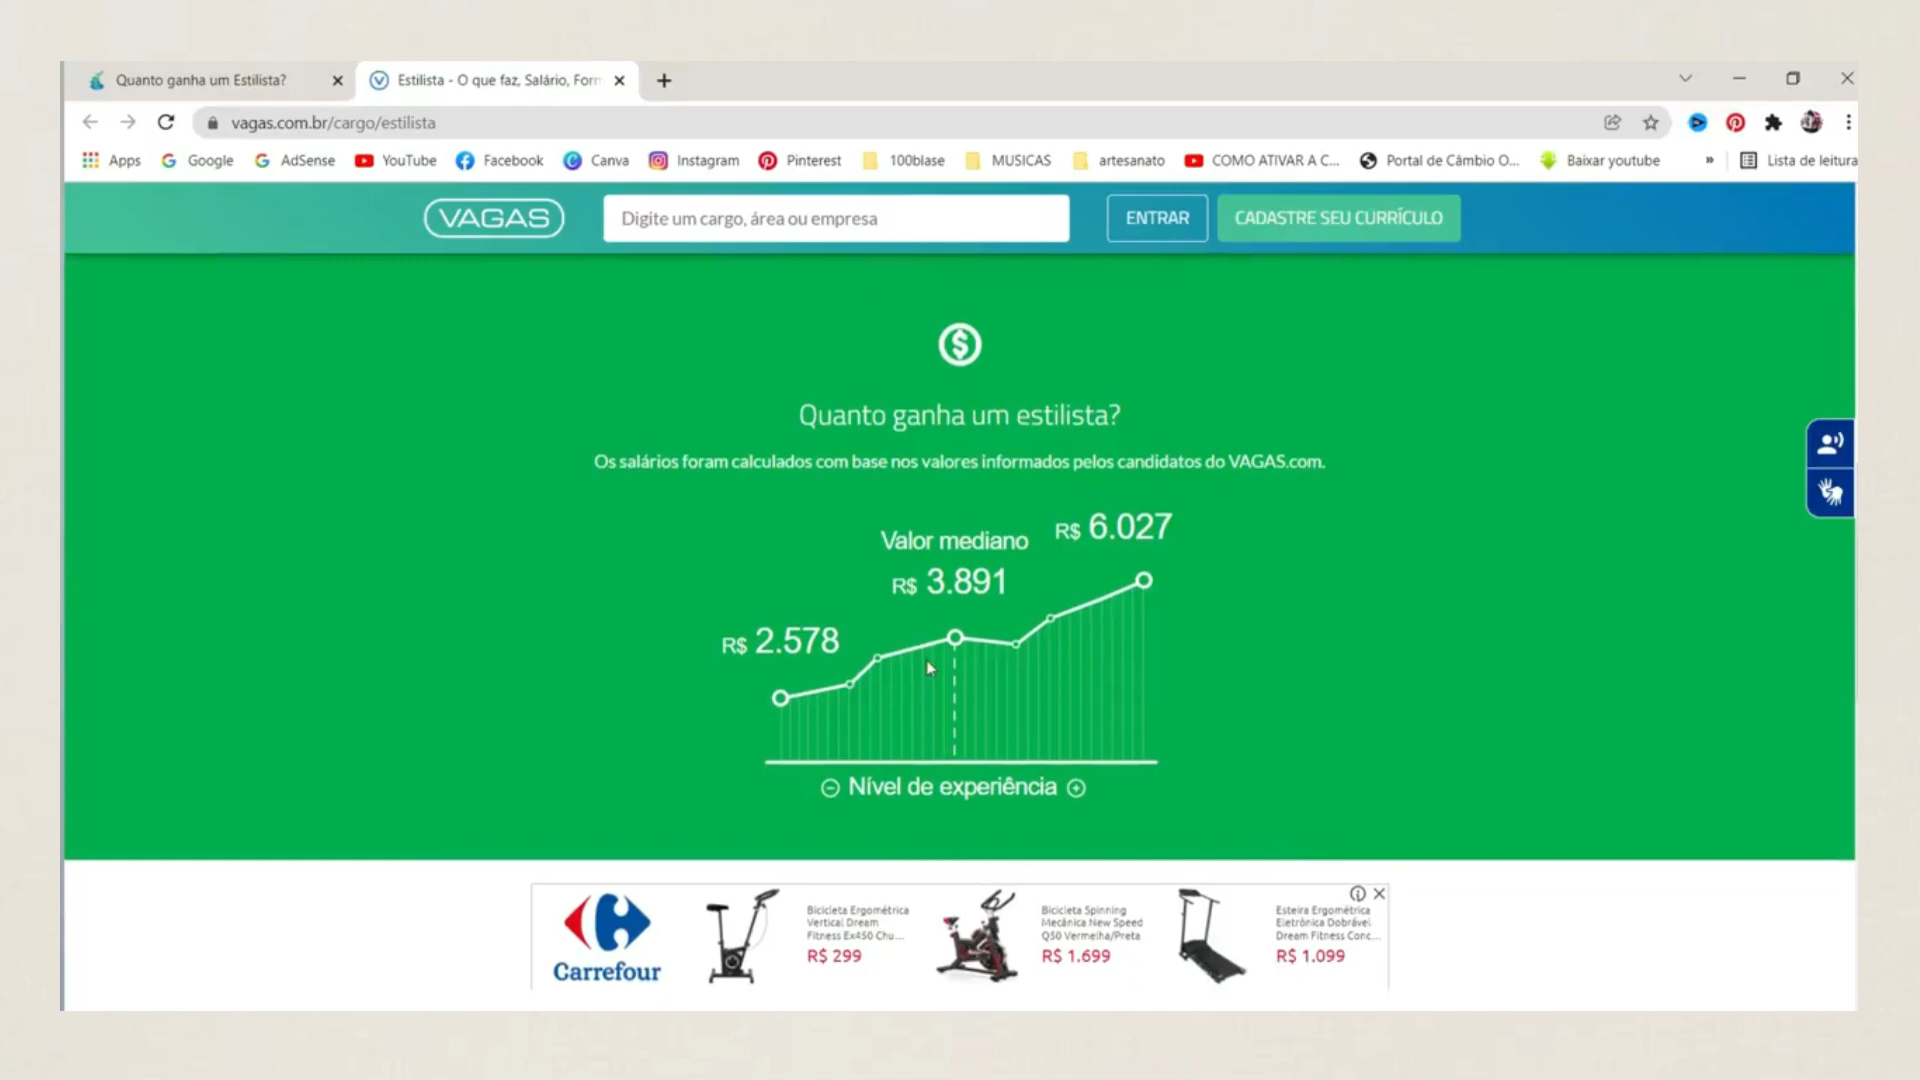 Quanto ganha um Estilista?
Estilista - O que faz, Salário, Form
vagas.com.br/cargo/estilista
Apps
Google
AdSense
YouTube
Facebook
Canva
Instagram
Pinterest
100blase
MUSICAS
artesanato
COMO ATIVAR A C...
Portal de Câmbio O...
Baixar youtube
»
Lista de leitura
VAGAS
Digite um cargo, área ou empresa
ENTRAR
CADASTRE SEU CURRÍCULO
Quanto ganha um estilista?
Os salários foram calculados com base nos valores informados pelos candidatos do VAGAS.com.
R$ 6.027
Valor mediano
R$ 3.891
R$ 2.578
Nível de experiência
Carrefour
Bicicleta Ergométrica
Vertical Dream
Fitness Ex450 Chu...
R$ 299
Bicicleta Spinning
Mecânica New Speed
Q50 Vermelha/Preta
R$ 1.699
Esteira Ergométrica
Eletrônica Dobrável
Dream Fitness Conc...
R$ 1.099